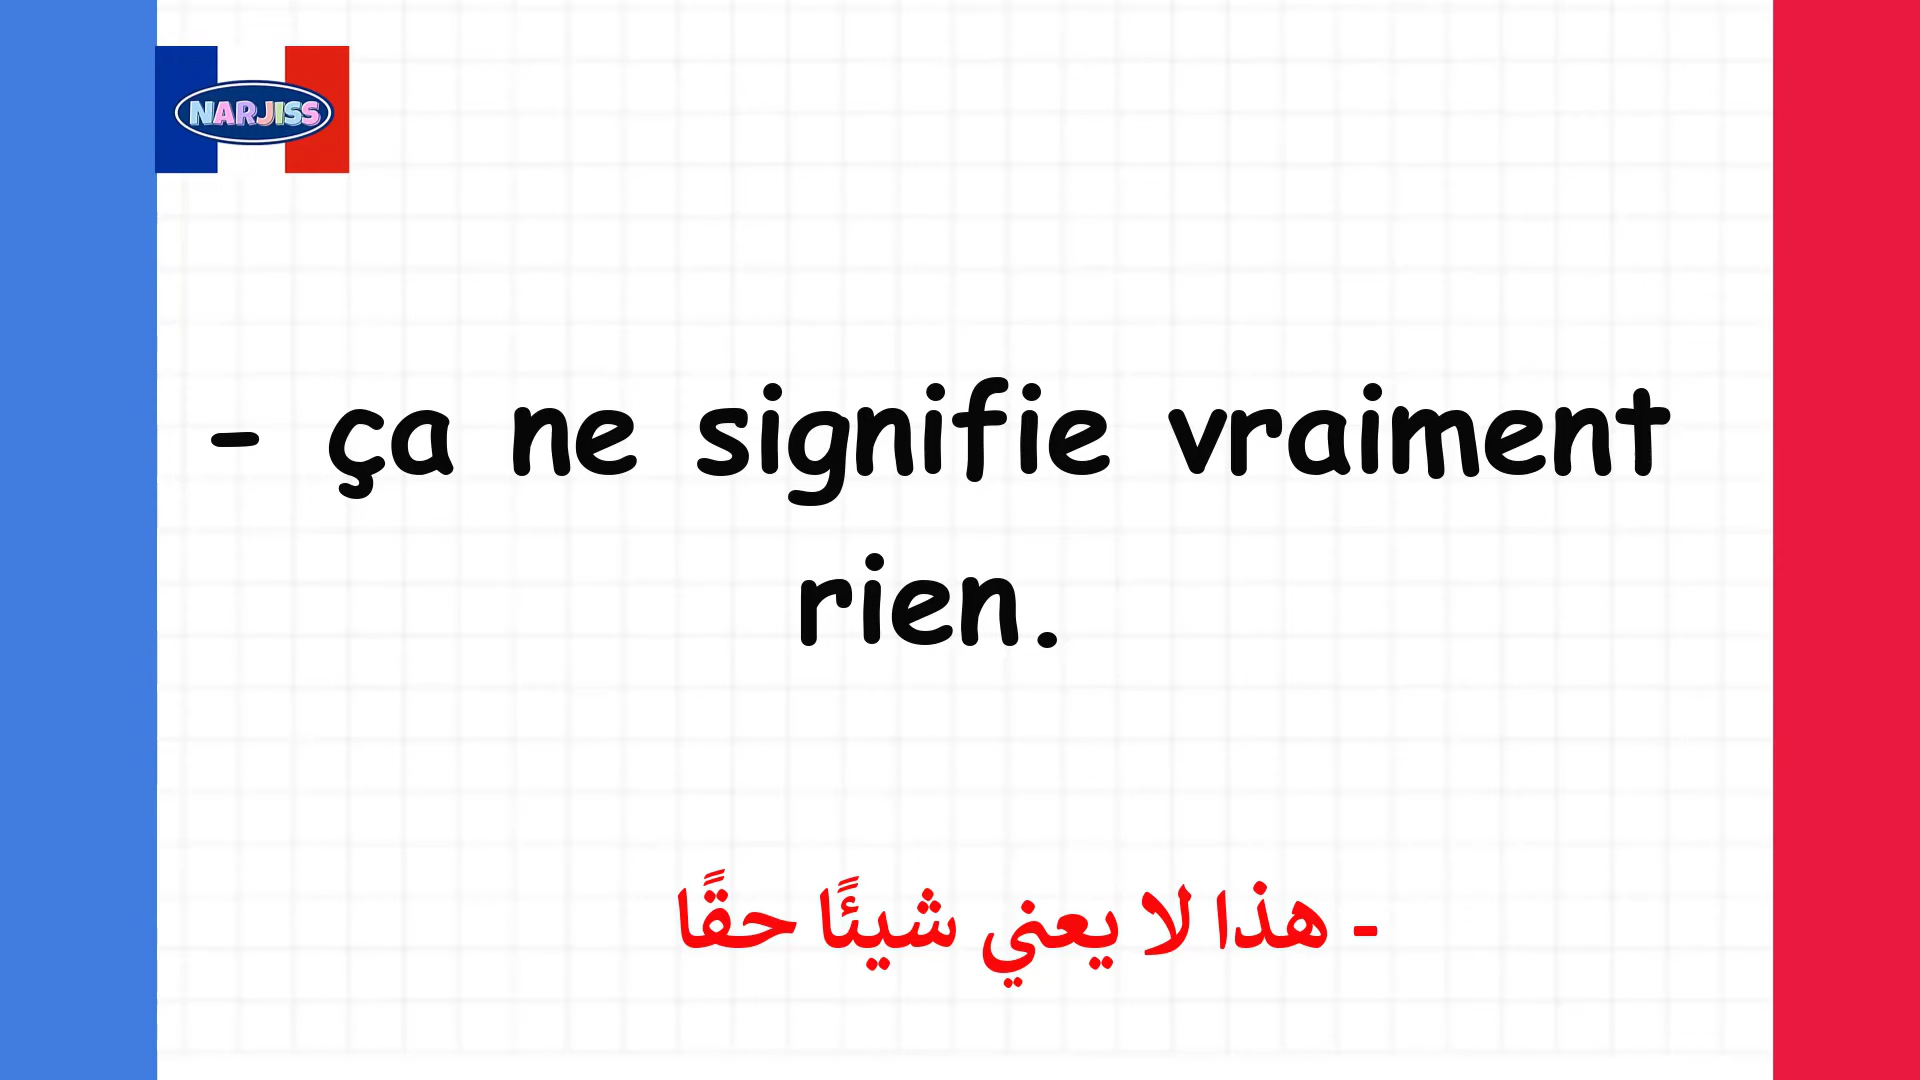 NARJISS
- ça ne signifie vraiment
rien.
- هذا لا يعني شيئًا حقًا